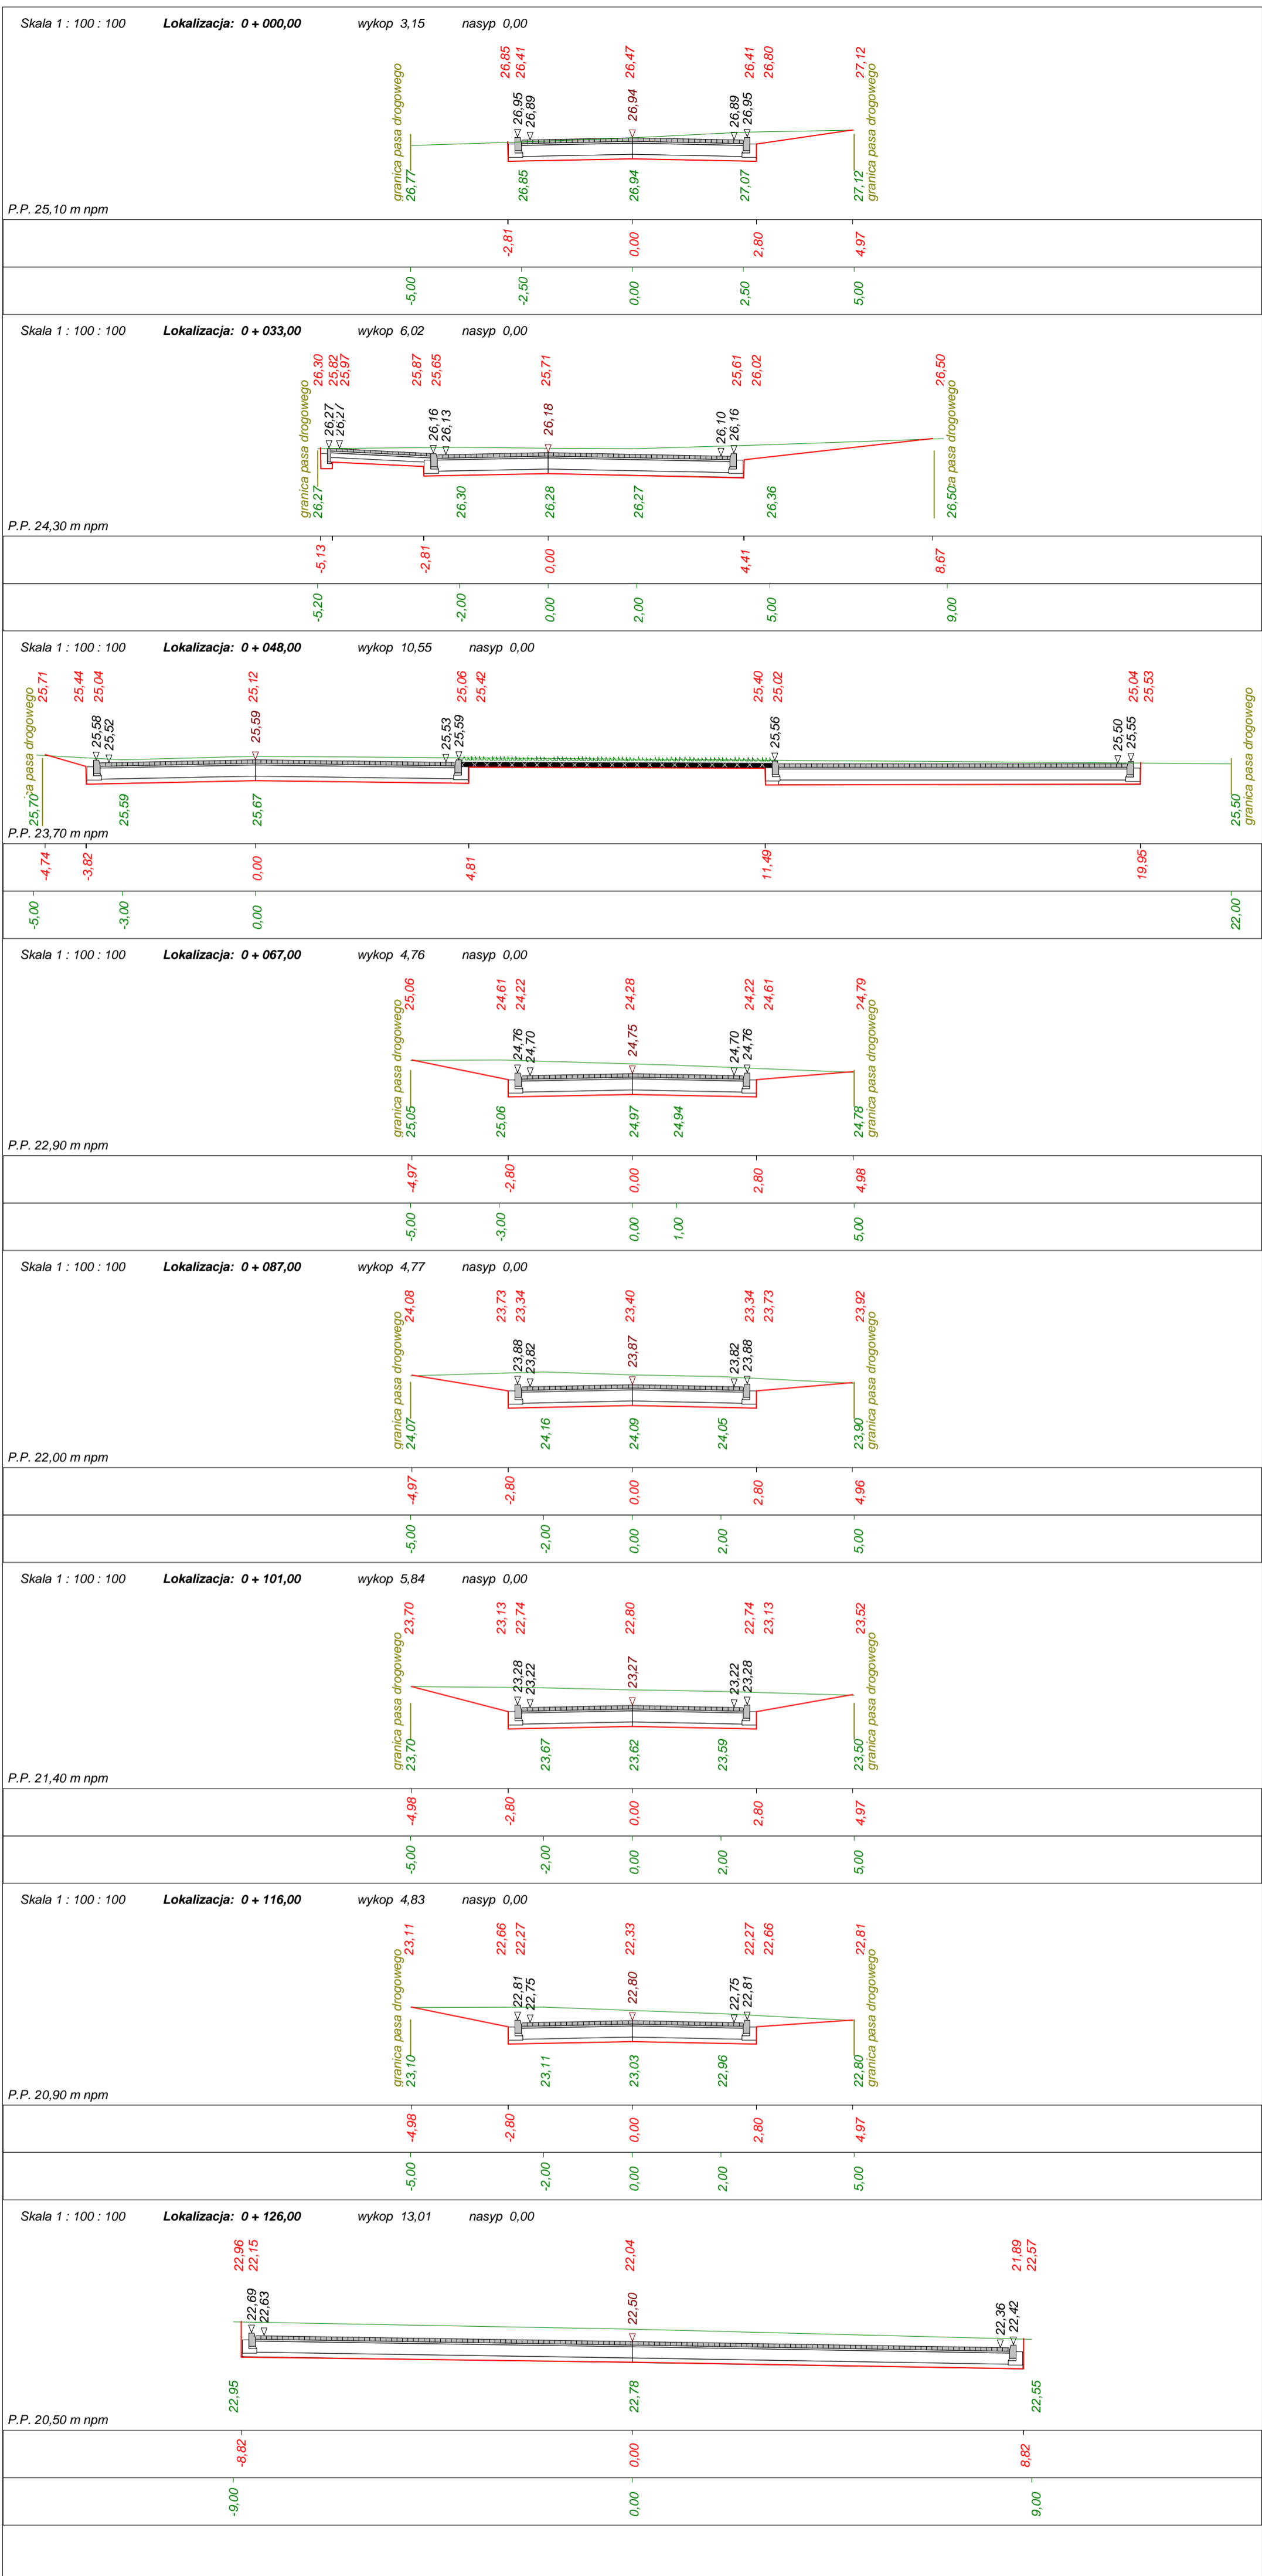 Skala 1 : 100 : 100 Lokalizacja: 0 + 000,00 wykop 3,15 nasyp 0,00
26,85 26,41 26,47 26,41 26,80 27,12
granica pasa drogowego granica pasa drogowego
26,95 26,89 26,94 26,89 26,95
26,77 26,85 26,94 27,07 27,12
P.P. 25,10 m npm
-2,81 0,00 2,80 4,97
-5,00 -2,50 0,00 2,50 5,00
Skala 1 : 100 : 100 Lokalizacja: 0 + 033,00 wykop 6,02 nasyp 0,00
26,30 25,82 25,97 25,87 25,65 25,71 25,61 26,02 26,50
granica pasa drogowego ca pasa drogowego
26,27 26,27 26,16 26,13 26,18 26,10 26,16
26,27 26,30 26,28 26,27 26,36 26,50
P.P. 24,30 m npm
-5,13 -2,81 0,00 4,41 8,67
-5,20 -2,00 0,00 2,00 5,00 9,00
Skala 1 : 100 : 100 Lokalizacja: 0 + 048,00 wykop 10,55 nasyp 0,00
25,71 25,44 25,04 25,12 25,06 25,42 25,40 25,02 25,04 25,53
ca pasa drogowego granica pasa drogowego
25,58 25,52 25,59 25,53 25,59 25,56 25,50 25,55
25,70 25,59 25,67 25,50
P.P. 23,70 m npm
-4,74 -3,82 0,00 4,81 11,49 19,95
-5,00 -3,00 0,00 22,00
Skala 1 : 100 : 100 Lokalizacja: 0 + 067,00 wykop 4,76 nasyp 0,00
25,06 24,61 24,22 24,28 24,22 24,61 24,79
granica pasa drogowego granica pasa drogowego
24,76 24,70 24,75 24,70 24,76
25,05 25,06 24,97 24,94 24,78
P.P. 22,90 m npm
-4,97 -2,80 0,00 2,80 4,98
-5,00 -3,00 0,00 1,00 5,00
Skala 1 : 100 : 100 Lokalizacja: 0 + 087,00 wykop 4,77 nasyp 0,00
24,08 23,73 23,34 23,40 23,34 23,73 23,92
granica pasa drogowego granica pasa drogowego
23,88 23,82 23,87 23,82 23,88
24,07 24,16 24,09 24,05 23,90
P.P. 22,00 m npm
-4,97 -2,80 0,00 2,80 4,96
-5,00 -2,00 0,00 2,00 5,00
Skala 1 : 100 : 100 Lokalizacja: 0 + 101,00 wykop 5,84 nasyp 0,00
23,70 23,13 22,74 22,80 22,74 23,13 23,52
granica pasa drogowego granica pasa drogowego
23,28 23,22 23,27 23,22 23,28
23,70 23,67 23,62 23,59 23,50
P.P. 21,40 m npm
-4,98 -2,80 0,00 2,80 4,97
-5,00 -2,00 0,00 2,00 5,00
Skala 1 : 100 : 100 Lokalizacja: 0 + 116,00 wykop 4,83 nasyp 0,00
23,11 22,66 22,27 22,33 22,27 22,66 22,81
granica pasa drogowego granica pasa drogowego
22,81 22,75 22,80 22,75 22,81
23,10 23,11 23,03 22,96 22,80
P.P. 20,90 m npm
-4,98 -2,80 0,00 2,80 4,97
-5,00 -2,00 0,00 2,00 5,00
Skala 1 : 100 : 100 Lokalizacja: 0 + 126,00 wykop 13,01 nasyp 0,00
22,96 22,15 22,04 21,89 22,57
22,69 22,63 22,50 22,36 22,42
22,95 22,78 22,55
P.P. 20,50 m npm
-8,82 0,00 8,82
-9,00 0,00 9,00